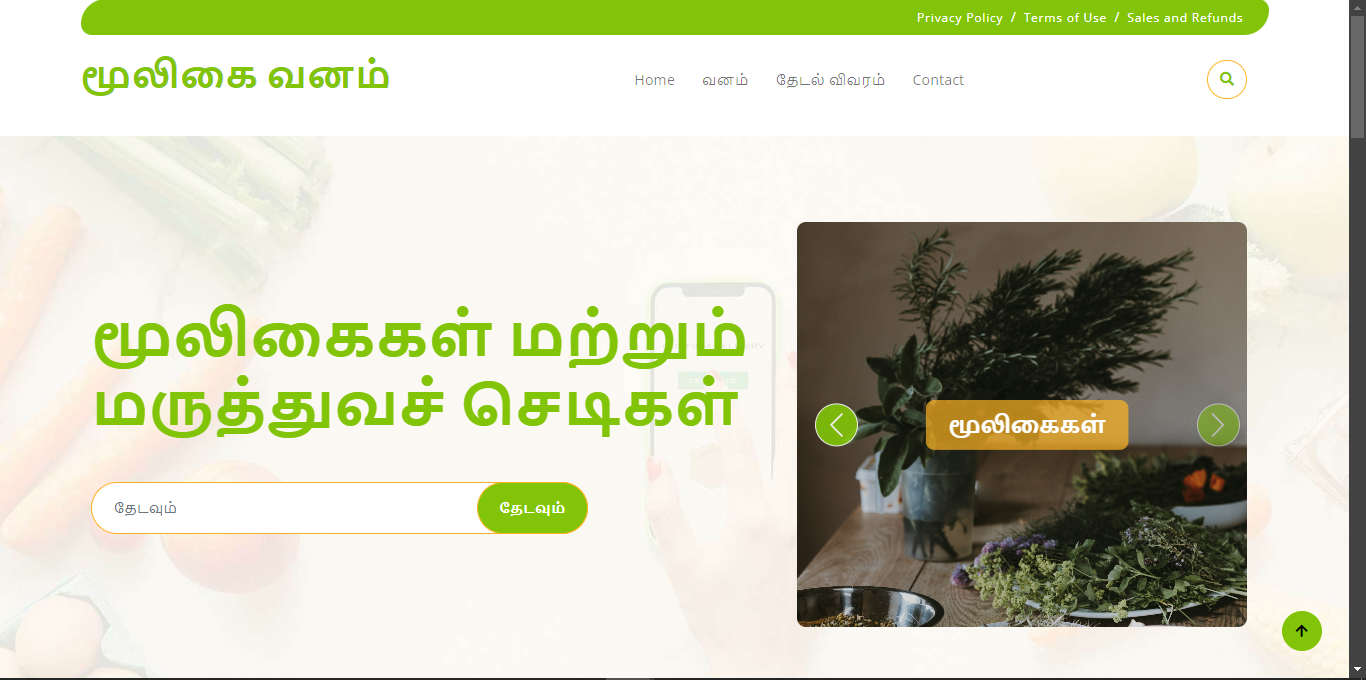 Privacy Policy / Terms of Use / Sales and Refunds
மூலிகை வனம்
Home வனம் தேடல் விவரம் Contact
மூலிகைகள் மற்றும்
மருத்துவச் செடிகள்
தேடவும் தேடவும்
மூலிகைகள்